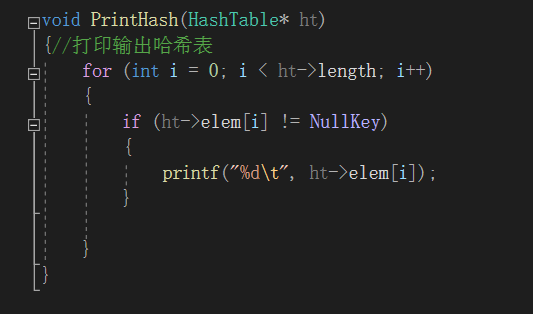 void PrintHash(HashTable* ht)
{//打印输出哈希表
    for (int i = 0; i < ht->length; i++)
    {
        if (ht->elem[i] != NullKey)
        {
            printf("%d\t", ht->elem[i]);
        }
    }
}